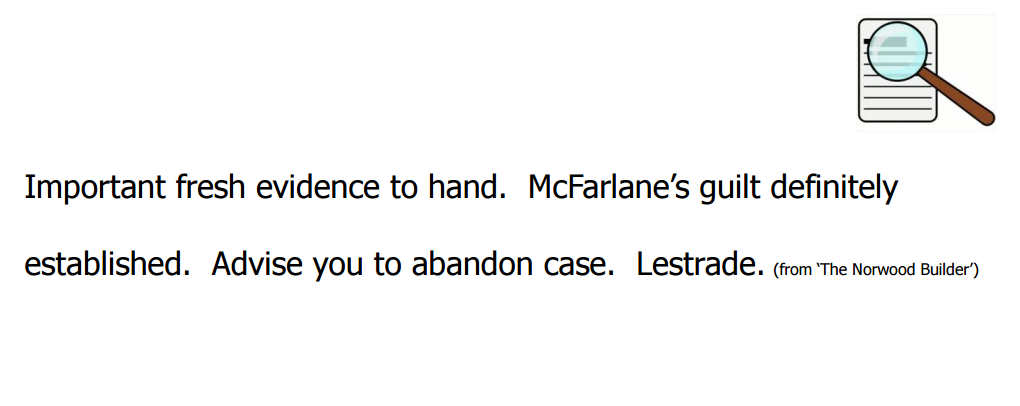 Important fresh evidence to hand.  McFarlane’s guilt definitely
established.  Advise you to abandon case.  Lestrade. (from ‘The Norwood Builder’)